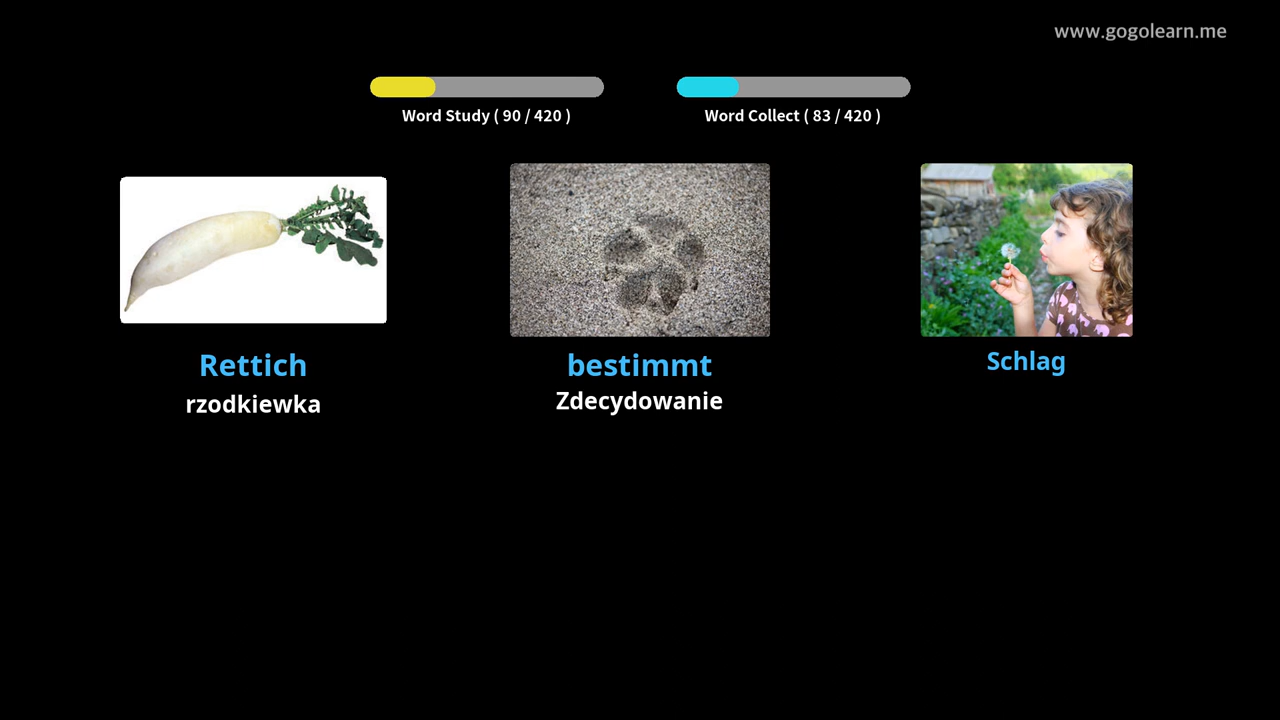 www.gogolearn.me
Word Study ( 90 / 420 )
Word Collect ( 83 / 420 )
Rettich
rzodkiewka
bestimmt
Zdecydowanie
Schlag